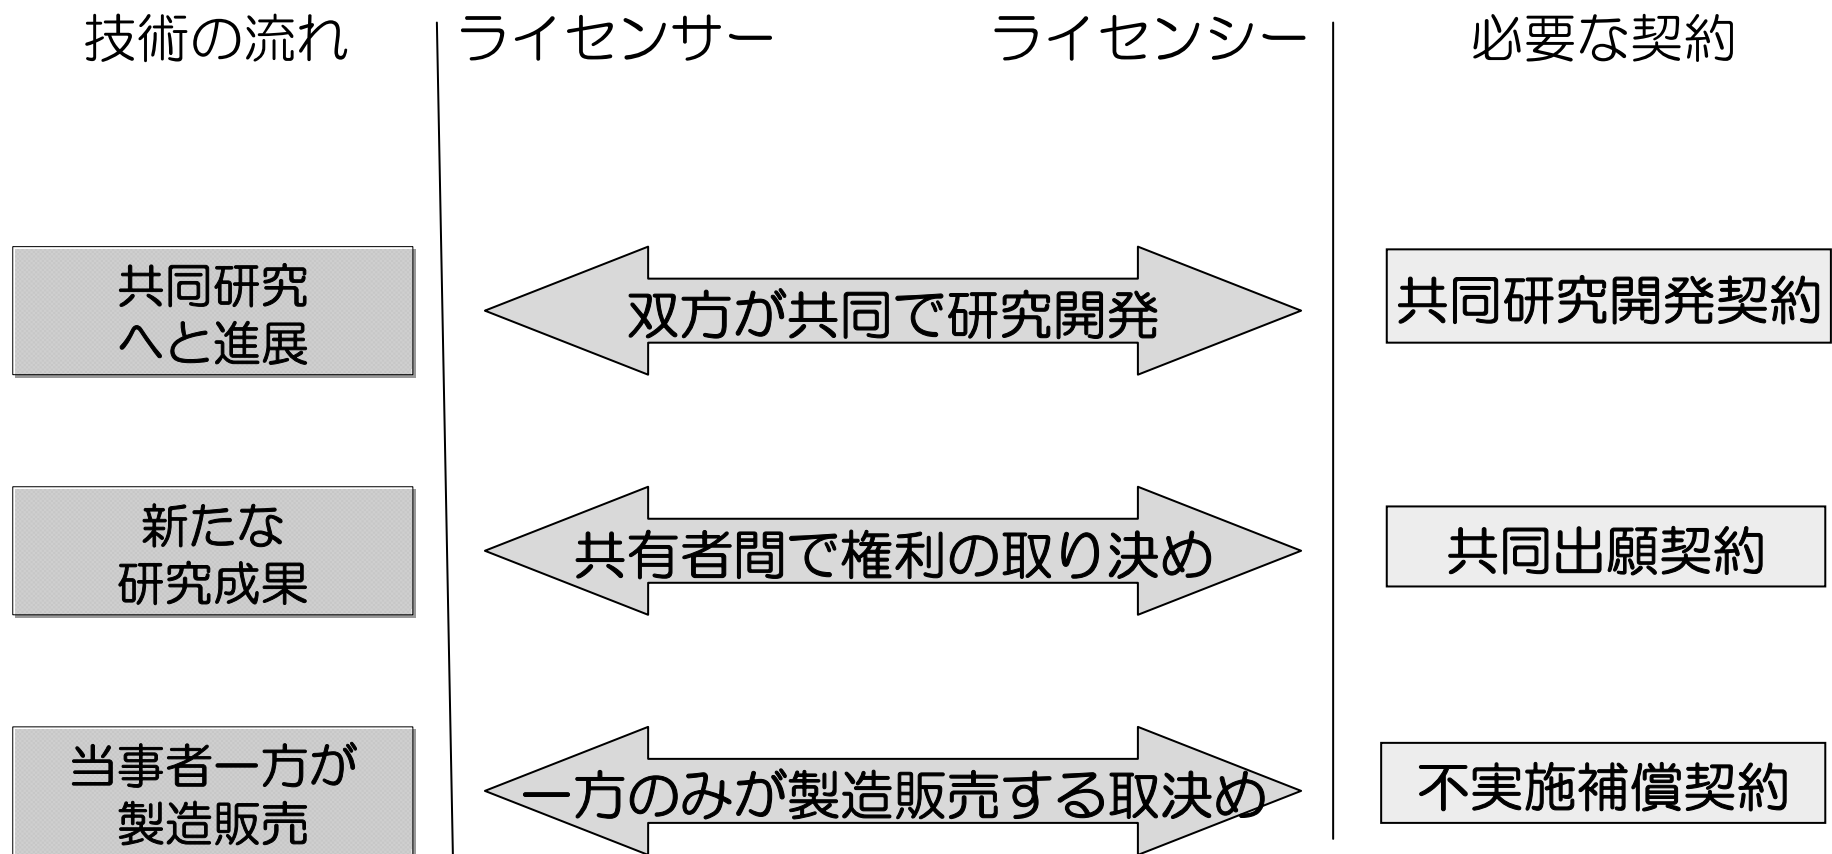 技術の流れ
ライセンサー
ライセンシー
必要な契約
共同研究
へと進展
双方が共同で研究開発
共同研究開発契約
新たな
研究成果
共有者間で権利の取り決め
共同出願契約
当事者一方が
製造販売
一方のみが製造販売する取決め
不実施補償契約